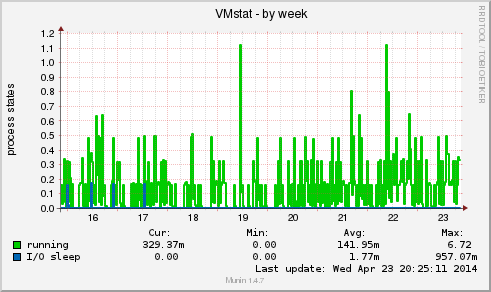 VMstat - by week
RRDTOOL / TOBI OETIKER
process states
1.2
1.1
1.0
0.9
0.8
0.7
0.6
0.5
0.4
0.3
0.2
0.1
0.0
16 17 18 19 20 21 22 23
Cur: Min: Avg: Max:
running 329.37m 0.00 141.95m 6.72
I/O sleep 0.00 0.00 1.77m 957.07m
Last update: Wed Apr 23 20:25:11 2014
Munin 1.4.7